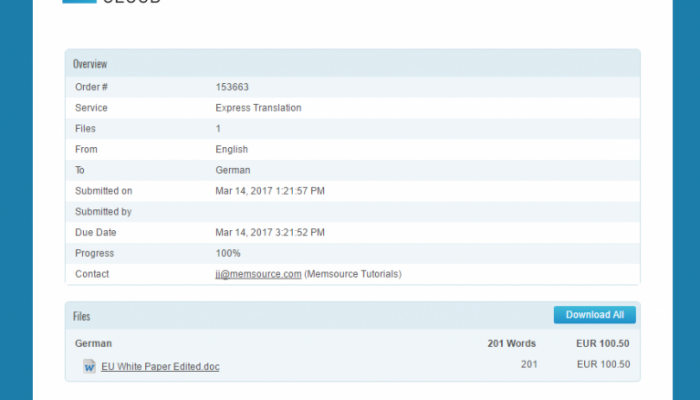 CLOUD
Overview
Order # 153663
Service Express Translation
Files 1
From English
To German
Submitted on Mar 14, 2017 1:21:57 PM
Submitted by
Due Date Mar 14, 2017 3:21:52 PM
Progress 100%
Contact jj@memsource.com (Memsource Tutorials)
Files Download All
German 201 Words EUR 100.50
EU White Paper Edited.doc 201 EUR 100.50